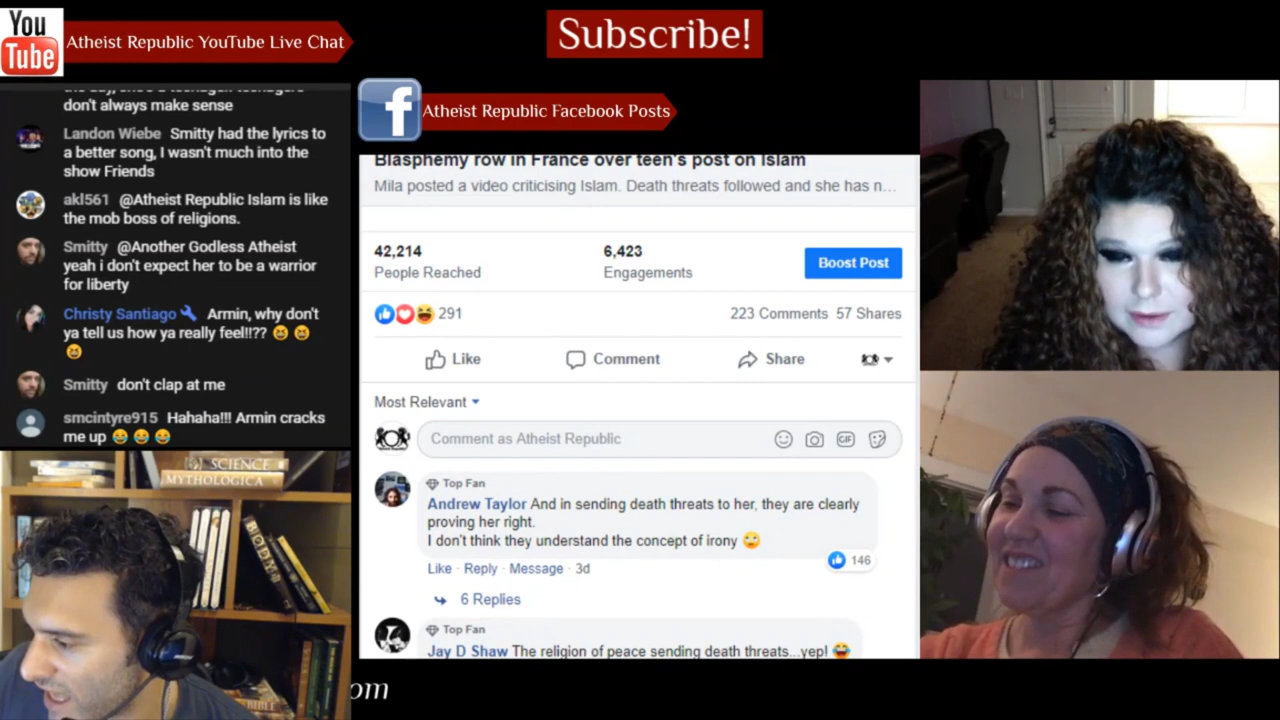 You
Tube
Atheist Republic YouTube Live Chat
Subscribe!
don't always make sense
Landon Wiebe Smitty had the lyrics to
a better song, I wasn't much into the
show Friends
akl561 @Atheist Republic Islam is like
the mob boss of religions.
Smitty @Another Godless Atheist
yeah i don't expect her to be a warrior
for liberty
Christy Santiago Armin, why don't
ya tell us how ya really feel!!?? 😆 😆
😆
Smitty don't clap at me
smcintyre915 Hahaha!!! Armin cracks
me up 😂 😂 😂
f
Atheist Republic Facebook Posts
Blasphemy row in France over teen's post on Islam
Mila posted a video criticising Islam. Death threats followed and she has n...
42,214
People Reached
6,423
Engagements
Boost Post
291
223 Comments 57 Shares
Like
Comment
Share
Most Relevant
Comment as Atheist Republic
GIF
Top Fan
Andrew Taylor And in sending death threats to her, they are clearly
proving her right.
I don't think they understand the concept of irony 🙄
146
Like · Reply · Message · 3d
6 Replies
Top Fan
Jay D Shaw The religion of peace sending death threats...yep! 😂
SCIENCE
MYTHOLOGICA
BODY
BIBLE
om